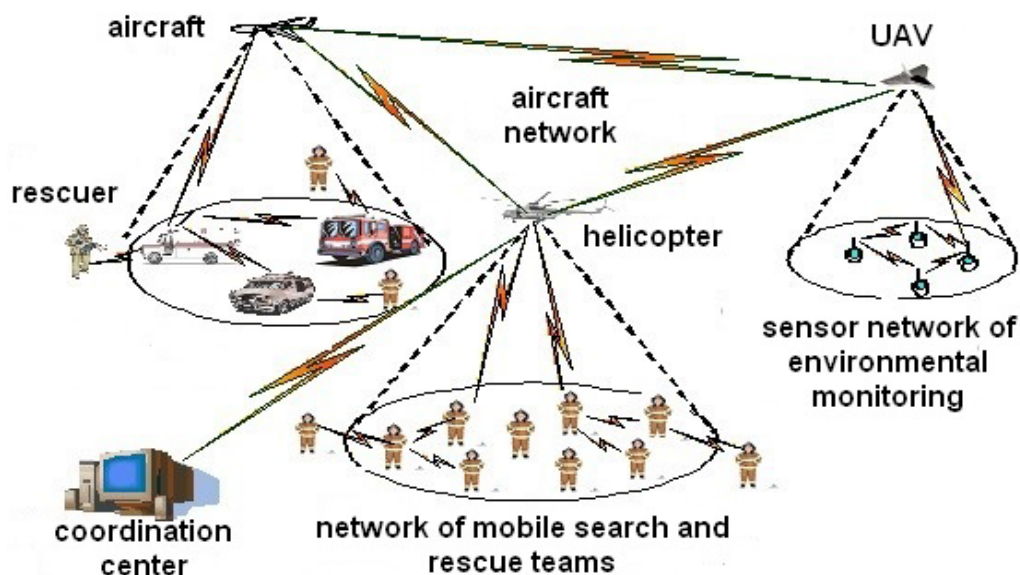 aircraft
UAV
aircraft
network
rescuer
helicopter
sensor network of
environmental
monitoring
coordination
center
network of mobile search and
rescue teams